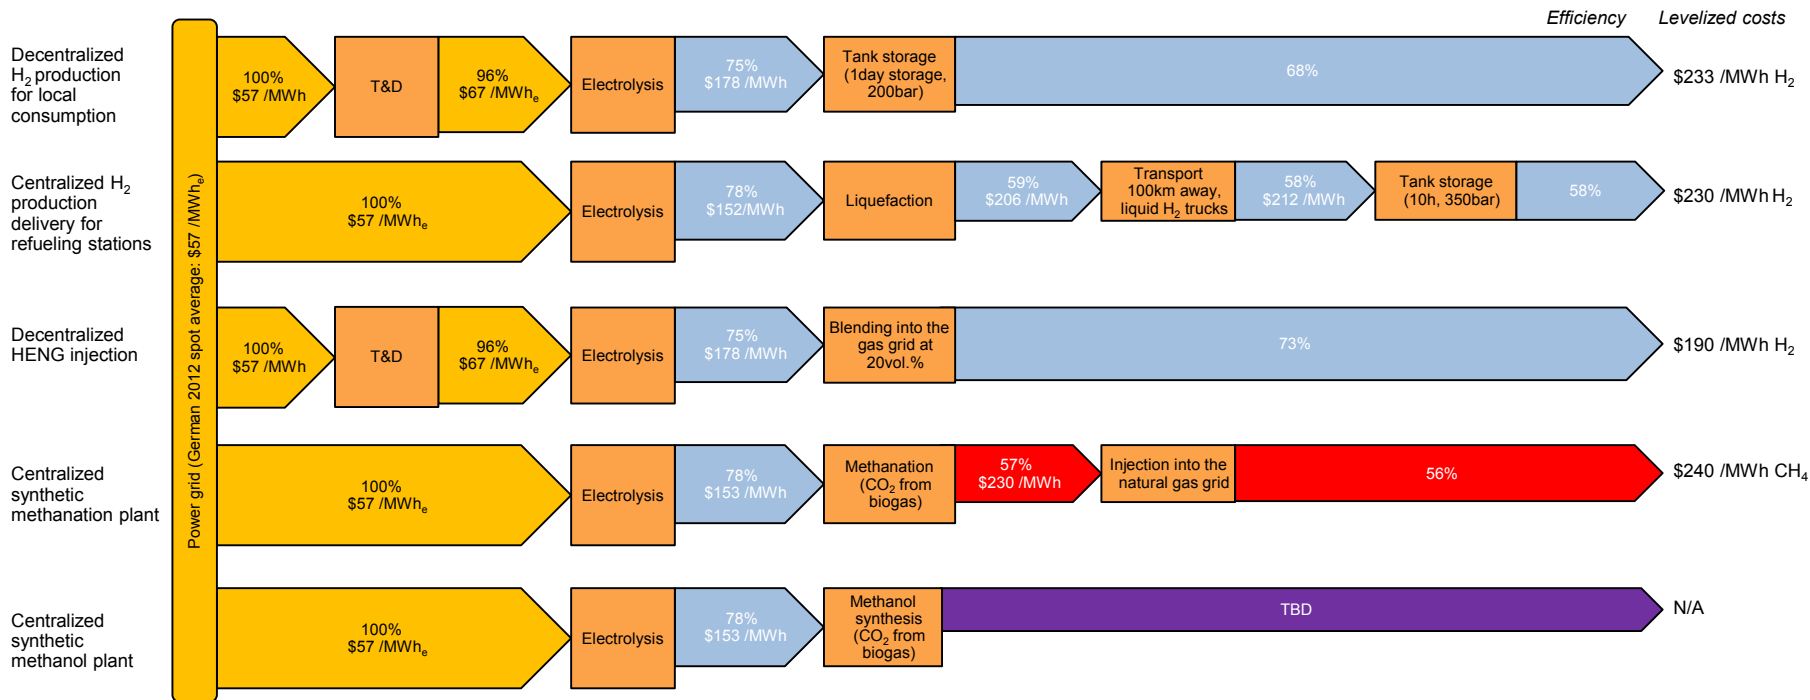 Efficiency
Levelized costs
Power grid (German 2012 spot average: $57 /MWhₑ)
Decentralized
H₂ production
for local
consumption
100%
$57 /MWh
T&D
96%
$67 /MWhₑ
Electrolysis
75%
$178 /MWh
Tank storage
(1day storage,
200bar)
68%
$233 /MWh H₂
Centralized H₂
production
delivery for
refueling stations
100%
$57 /MWhₑ
Electrolysis
78%
$152/MWh
Liquefaction
59%
$206 /MWh
Transport
100km away,
liquid H₂ trucks
58%
$212 /MWh
Tank storage
(10h, 350bar)
58%
$230 /MWh H₂
Decentralized
HENG injection
100%
$57 /MWh
T&D
96%
$67 /MWhₑ
Electrolysis
75%
$178 /MWh
Blending into the
gas grid at
20vol.%
73%
$190 /MWh H₂
Centralized
synthetic
methanation plant
100%
$57 /MWhₑ
Electrolysis
78%
$153 /MWh
Methanation
(CO₂ from
biogas)
57%
$230 /MWh
Injection into the
natural gas grid
56%
$240 /MWh CH₄
Centralized
synthetic
methanol plant
100%
$57 /MWhₑ
Electrolysis
78%
$153 /MWh
Methanol
synthesis
(CO₂ from
biogas)
TBD
N/A